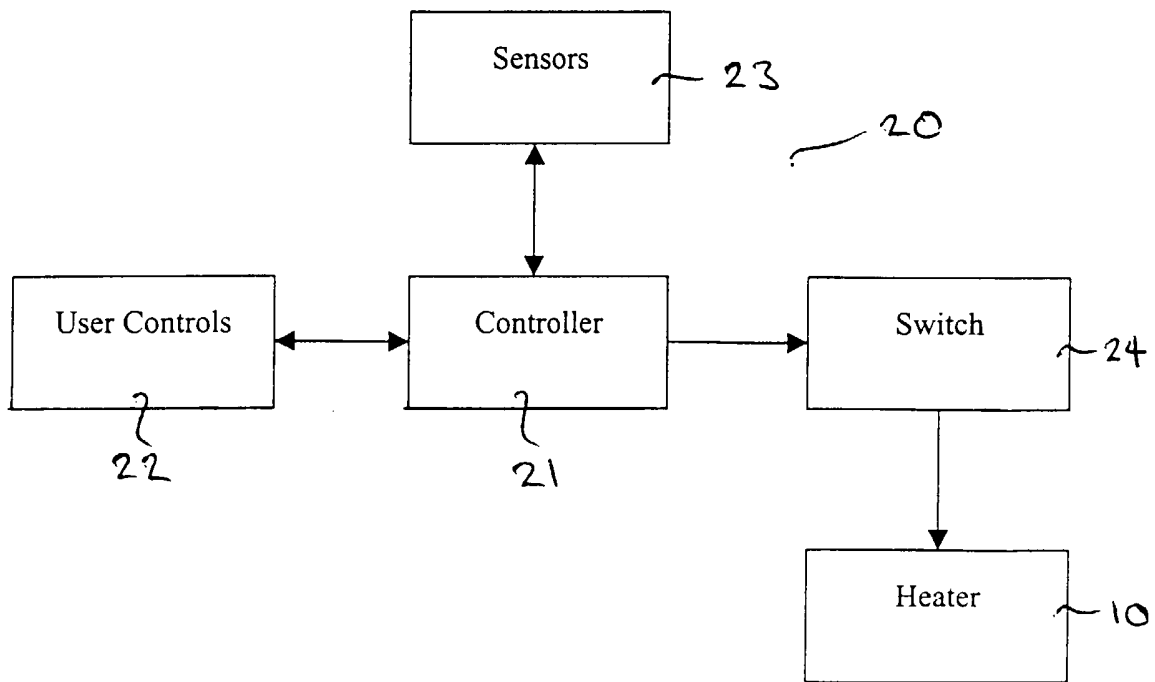 Sensors
23
20
User Controls
Controller
Switch
24
22
21
Heater
10